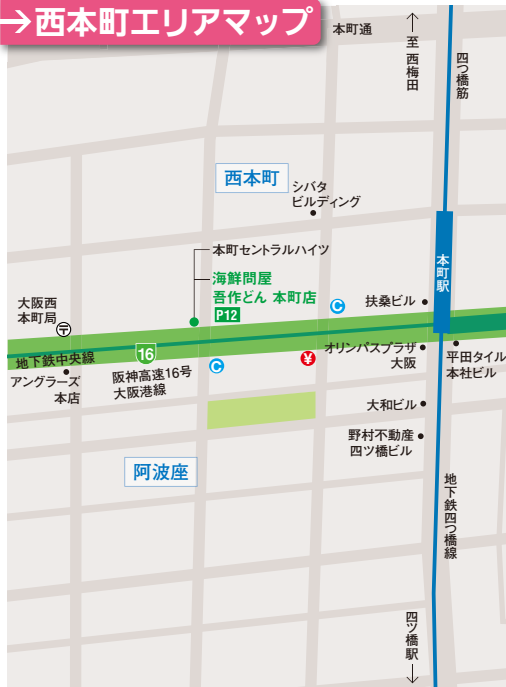 →西本町エリアマップ
本町通
↑
至 西梅田
四つ橋筋
西本町
シバタ
ビルディング
本町セントラルハイツ
海鮮問屋
吾作どん 本町店
P12
本町駅
大阪西
本町局
〒
C
扶桑ビル
地下鉄中央線
16
阪神高速16号
大阪港線
C
¥
オリンパスプラザ
大阪
平田タイル
本社ビル
アングラーズ
本店
大和ビル
野村不動産
四ツ橋ビル
阿波座
地下鉄四つ橋線
四ツ橋駅
↓